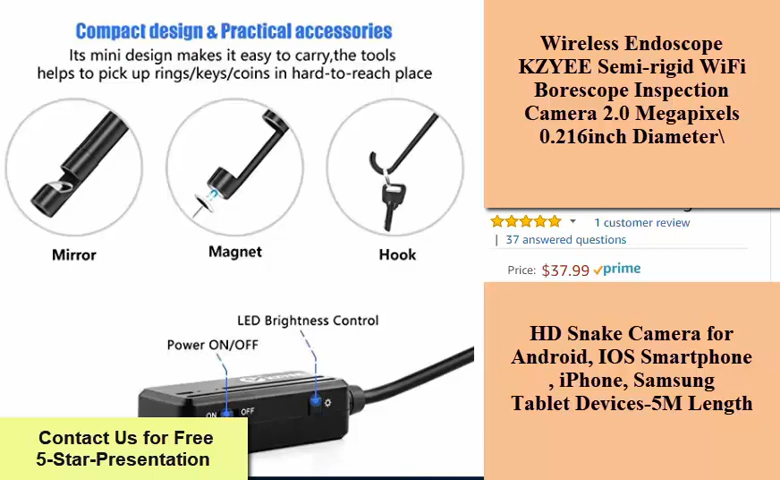 Compact design & Practical accessories
Its mini design makes it easy to carry,the tools
helps to pick up rings/keys/coins in hard-to-reach place
Mirror
Magnet
Hook
LED Brightness Control
Power ON/OFF
ON
OFF
Contact Us for Free
5-Star-Presentation
Wireless Endoscope
KZYEE Semi-rigid WiFi
Borescope Inspection
Camera 2.0 Megapixels
0.216inch Diameter\
1 customer review
| 37 answered questions
Price: $37.99 prime
HD Snake Camera for
Android, IOS Smartphone
, iPhone, Samsung
Tablet Devices-5M Length